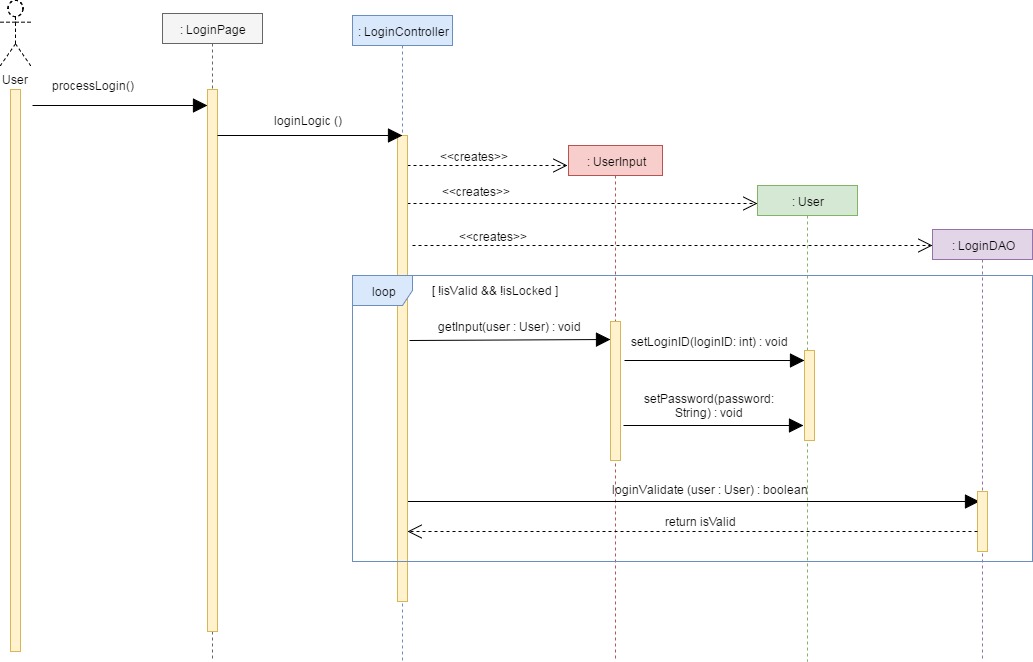 : LoginPage
: LoginController
User
processLogin()
loginLogic ()
<<creates>>
: UserInput
<<creates>>
: User
<<creates>>
: LoginDAO
loop
[ !isValid && !isLocked ]
getInput(user : User) : void
setLoginID(loginID: int) : void
setPassword(password:
String) : void
loginValidate (user : User) : boolean
return isValid